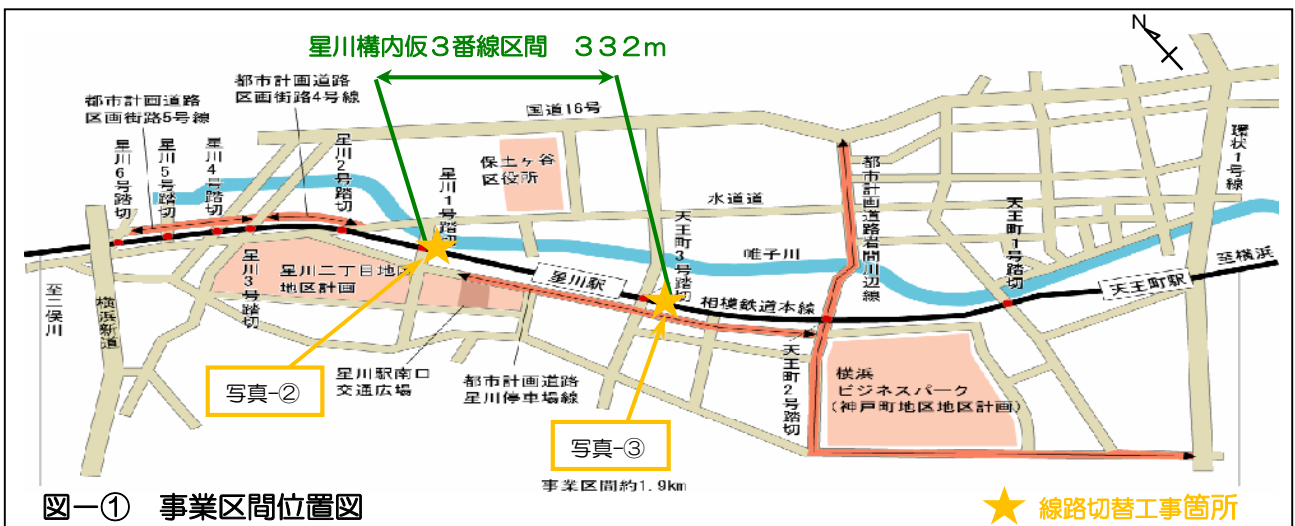 星川構内仮3番線区間 332m
N
都市計画道路
区画街路4号線
都市計画道路
区画街路5号線
国道16号
環状1号線
星川6号踏切
星川5号踏切
星川4号踏切
星川2号踏切
星川1号踏切
保土ヶ谷
区役所
都市計画道路岩間川辺線
水道道
天王町3号踏切
天王町1号踏切
唯子川
至横浜
星川3号踏切
星川二丁目地区
地区計画
星川駅
天王町駅
相模鉄道本線
至二俣川
横浜新道
写真-②
星川駅南口
交通広場
都市計画道路
星川停車場線
天王町2号踏切
横浜
ビジネスパーク
(神戸町地区地区計画)
写真-③
事業区間約1.9km
図-① 事業区間位置図
線路切替工事箇所